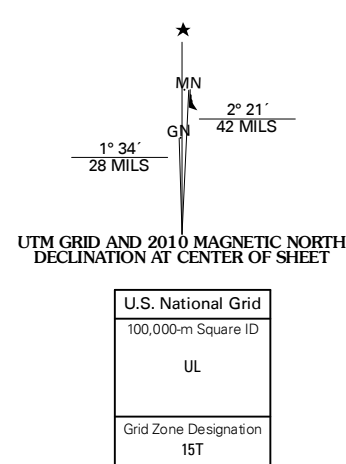 ★
MN
2° 21´
42 MILS
GN
1° 34´
28 MILS
UTM GRID AND 2010 MAGNETIC NORTH
DECLINATION AT CENTER OF SHEET
U.S. National Grid
100,000-m Square ID
UL
Grid Zone Designation
15T